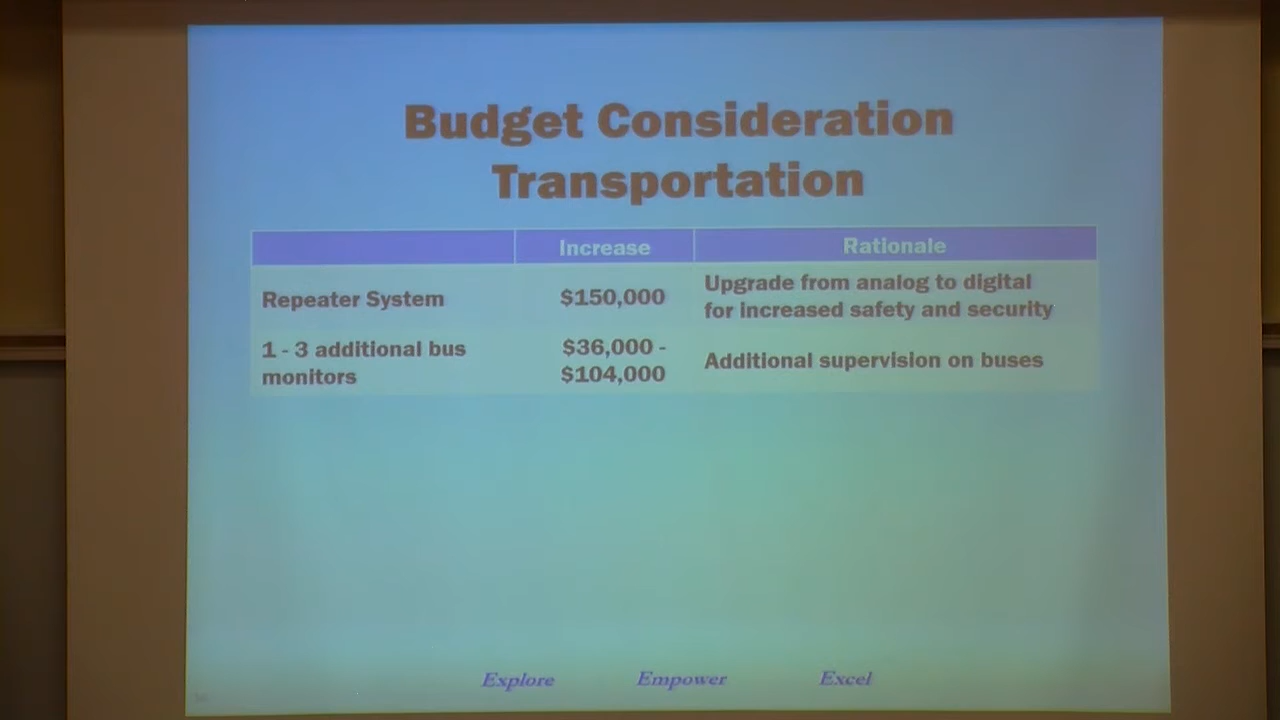 Budget Consideration
Transportation
Increase Rationale
Repeater System $150,000 Upgrade from analog to digital
for increased safety and security
1 - 3 additional bus
monitors
$36,000 -
$104,000
Additional supervision on buses
Explore Empower Excel